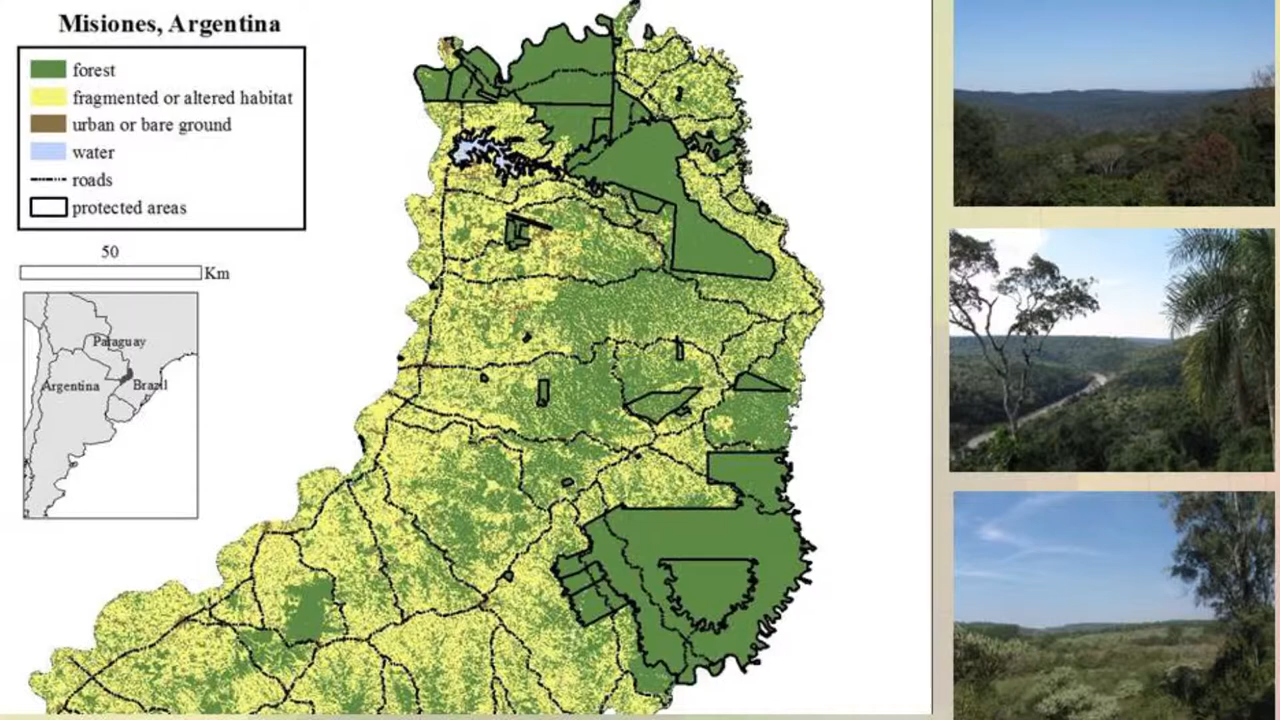 Misiones, Argentina
forest
fragmented or altered habitat
urban or bare ground
water
roads
protected areas
50
Km
Paraguay
Argentina
Brazil